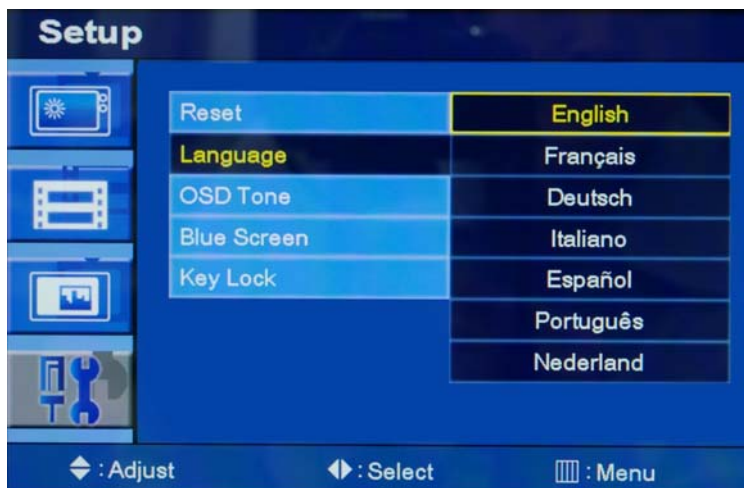 Setup
Reset
Language
OSD Tone
Blue Screen
Key Lock
English
Français
Deutsch
Italiano
Español
Português
Nederland
: Adjust
: Select
: Menu